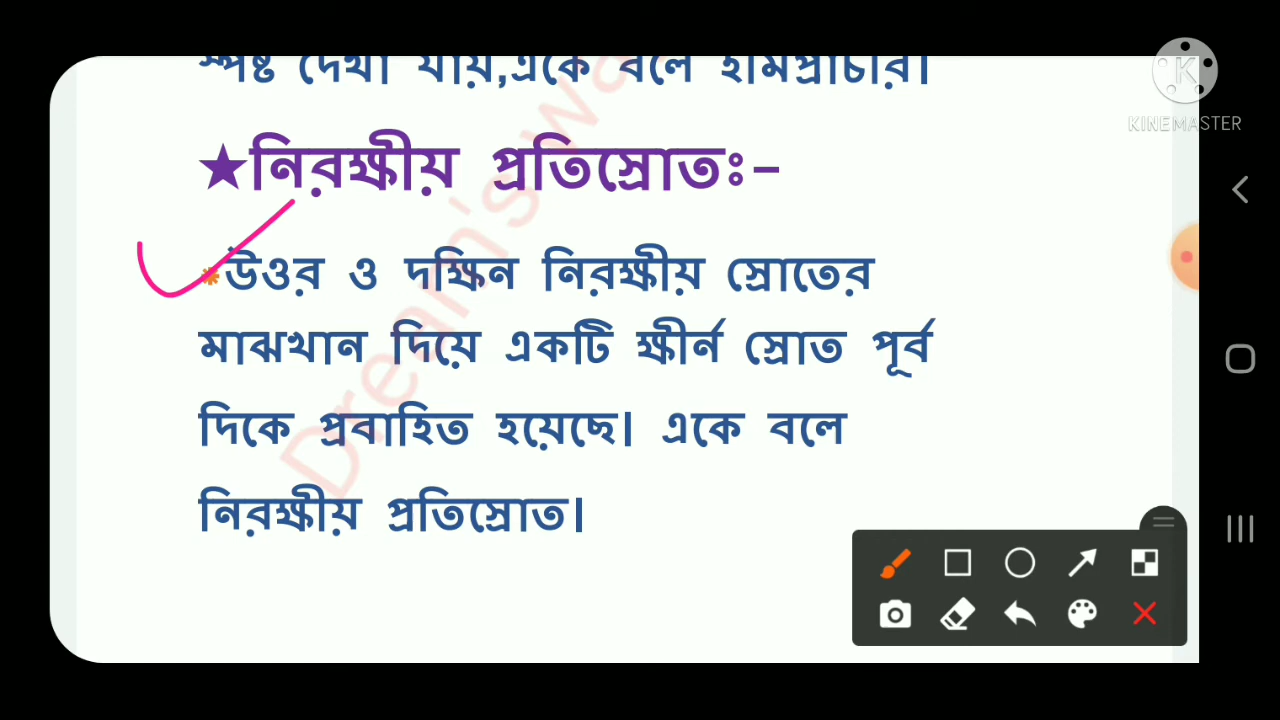 স্পষ্ট দেখা যায়,একে বলে হিমপ্রাচীর।
KINEMASTER
★নিরক্ষীয় প্রতিস্রোতঃ-
*উওর ও দক্ষিন নিরক্ষীয় স্রোতের
মাঝখান দিয়ে একটি ক্ষীর্ন স্রোত পূর্ব
দিকে প্রবাহিত হয়েছে। একে বলে
নিরক্ষীয় প্রতিস্রোত।